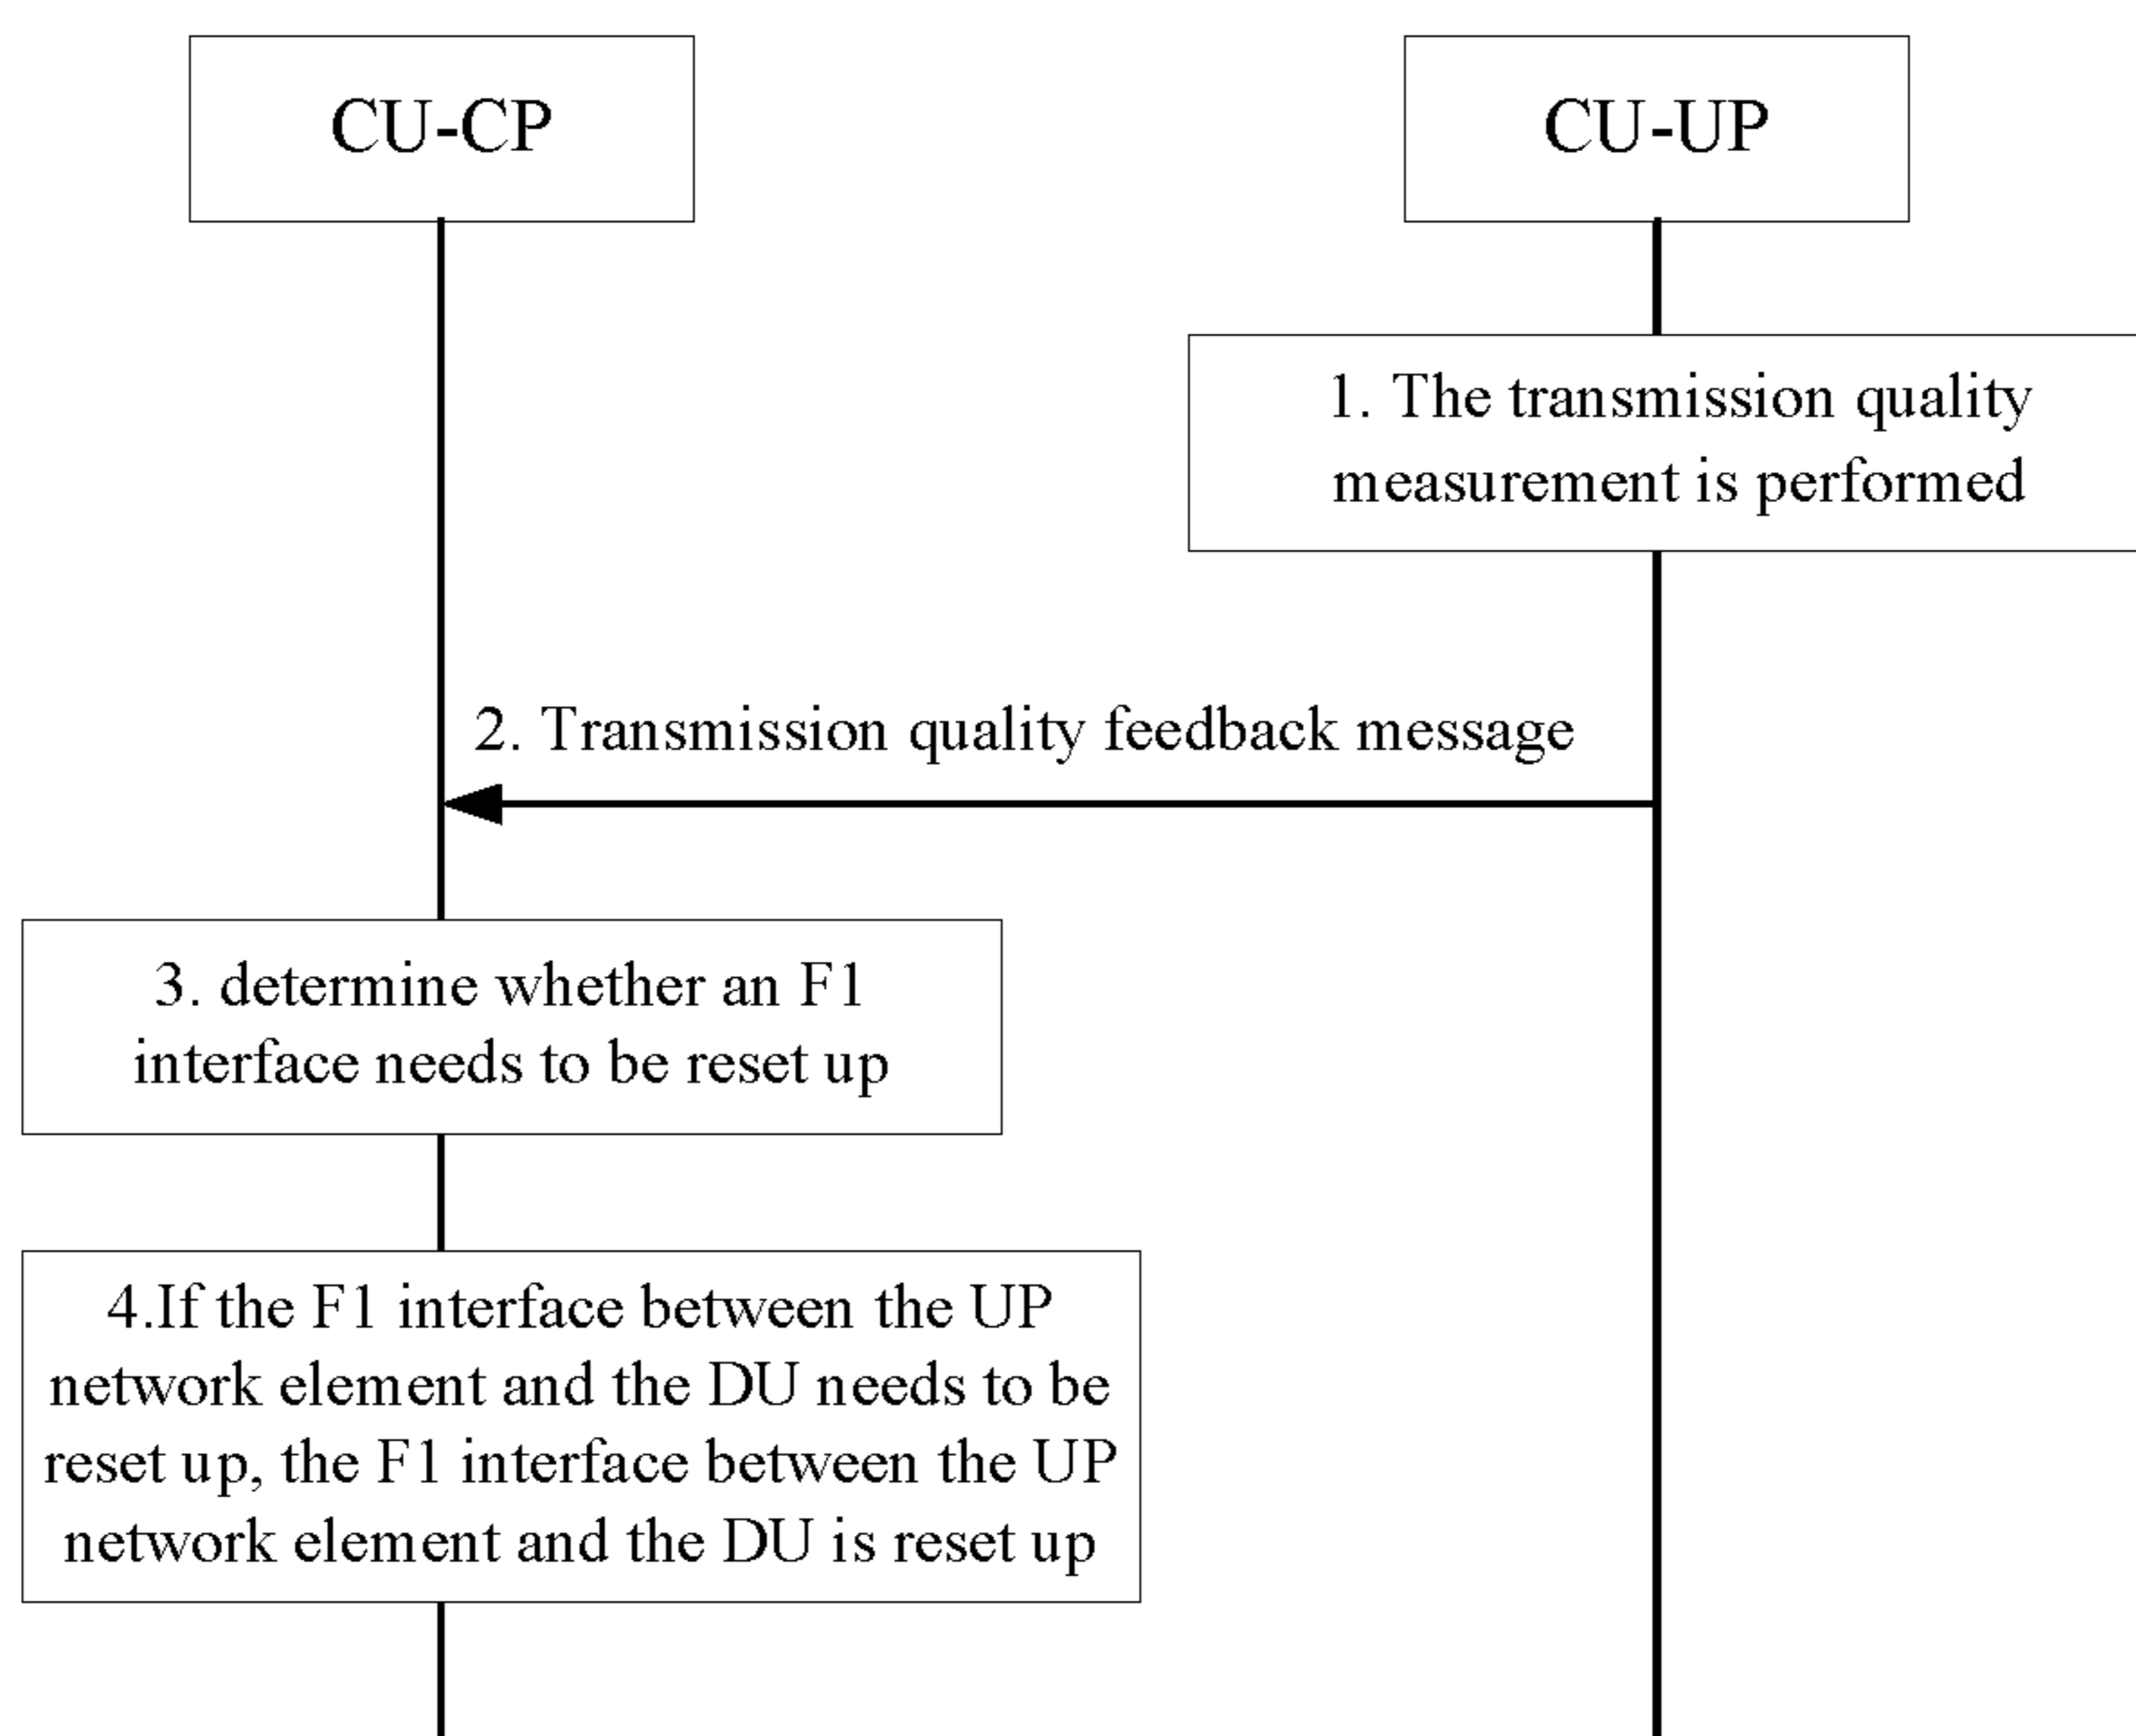 CU-CP
CU-UP
1. The transmission quality
measurement is performed
2. Transmission quality feedback message
3. determine whether an F1
interface needs to be reset up
4.If the F1 interface between the UP
network element and the DU needs to be
reset up, the F1 interface between the UP
network element and the DU is reset up